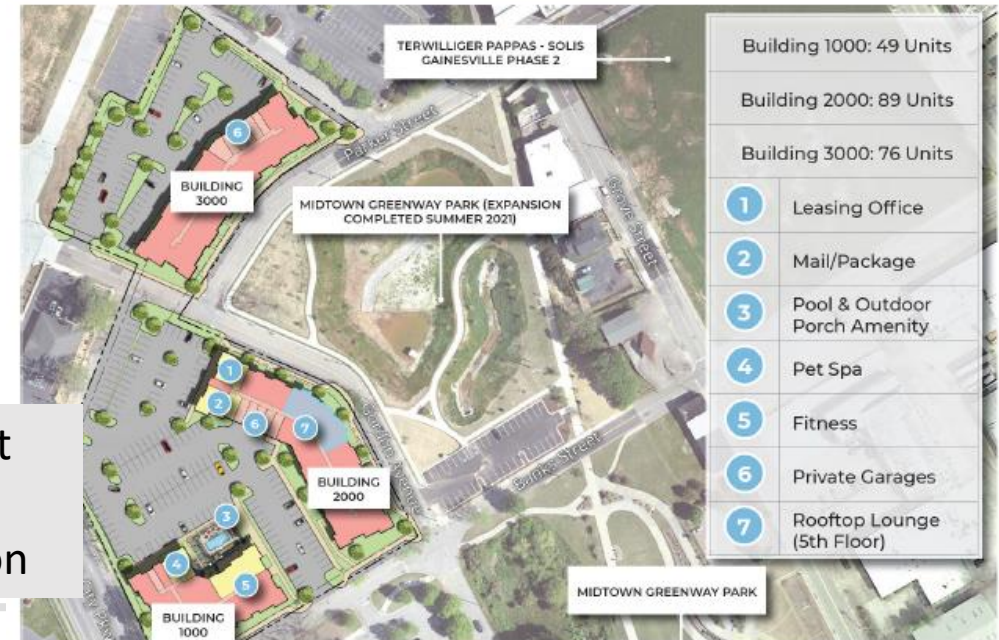 TERWILLIGER PAPPAS - SOLIS
GAINESVILLE PHASE 2
Parker Street
6
BUILDING
3000
MIDTOWN GREENWAY PARK (EXPANSION
COMPLETED SUMMER 2021)
Grove Street
1
2
6
7
BUILDING
2000
Banks Street
3
4
5
BUILDING
1000
MIDTOWN GREENWAY PARK
Building 1000: 49 Units
Building 2000: 89 Units
Building 3000: 76 Units
1 Leasing Office
2 Mail/Package
3 Pool & Outdoor
Porch Amenity
4 Pet Spa
5 Fitness
6 Private Garages
7 Rooftop Lounge
(5th Floor)